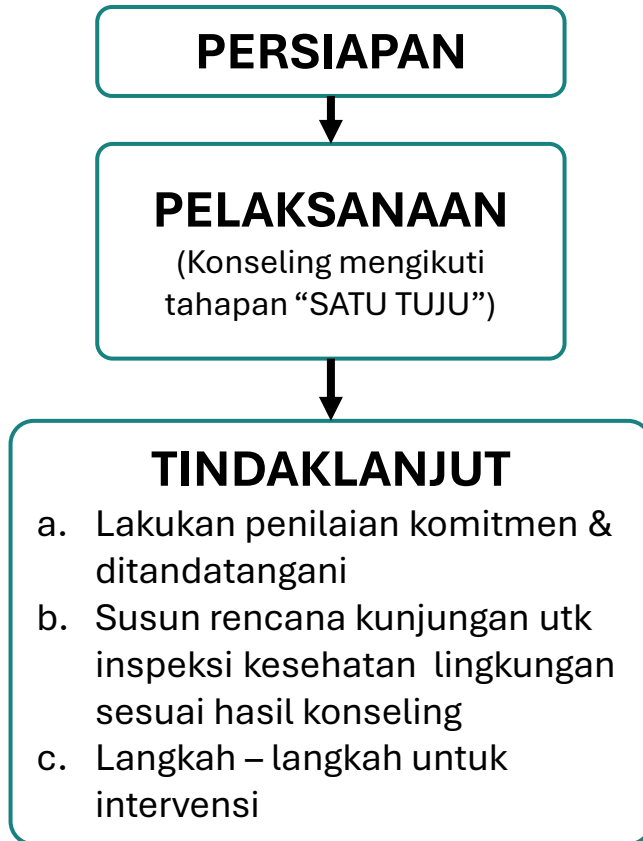 PERSIAPAN
PELAKSANAAN
(Konseling mengikuti
tahapan “SATU TUJU”)
TINDAKLANJUT
a. Lakukan penilaian komitmen &
ditandatangani
b. Susun rencana kunjungan utk
inspeksi kesehatan lingkungan
sesuai hasil konseling
c. Langkah – langkah untuk
intervensi